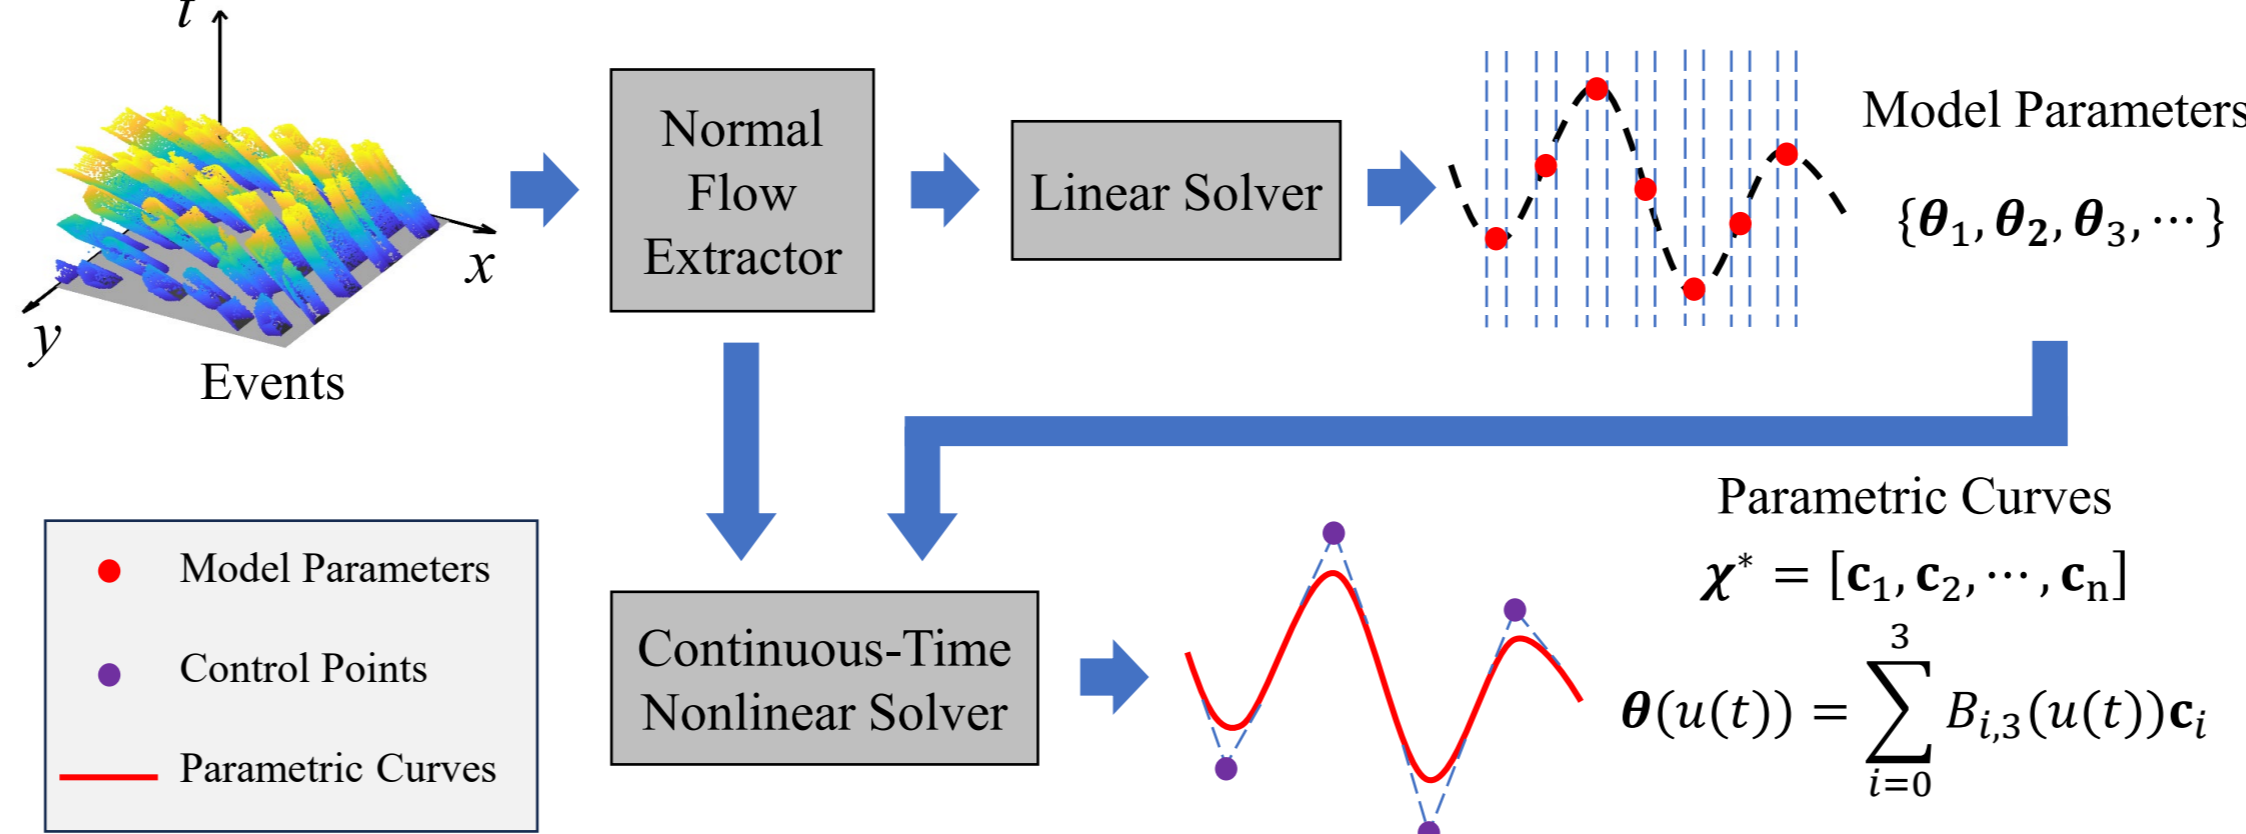 t
x
y
Events
Normal
Flow
Extractor
Linear Solver
Model Parameters
{θ₁, θ₂, θ₃, ⋯}
Model Parameters
Control Points
Parametric Curves
Continuous-Time
Nonlinear Solver
Parametric Curves
χ* = [c₁, c₂, ⋯, cₙ]
θ(u(t)) = ∑_{i=0}^{3} B_{i,3}(u(t))c_i